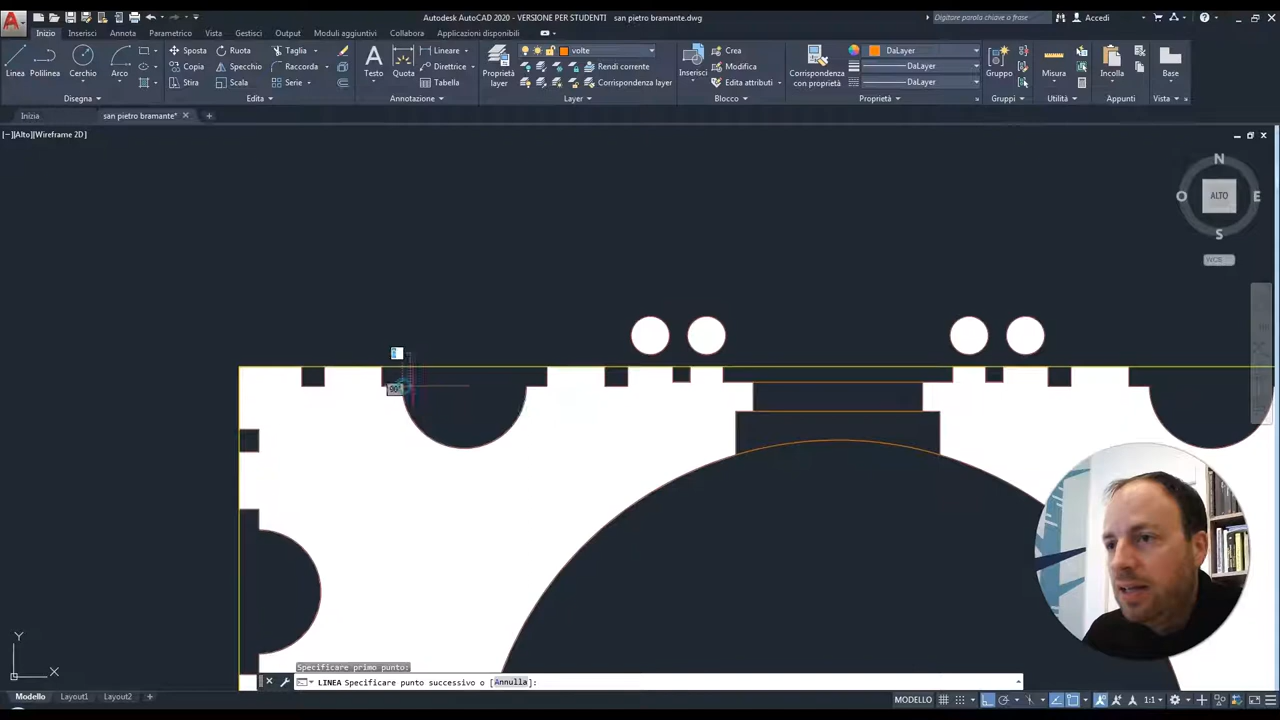 Autodesk AutoCAD 2020 - VERSIONE PER STUDENTI san pietro bramante.dwg
Digitare parola chiave o frase
Accedi
Inizio Inserisci Annota Parametrico Vista Gestisci Output Moduli aggiuntivi Collabora Applicazioni disponibili
Linea Polilinea Cerchio Arco
Sposta Ruota Taglia
Copia Specchio Raccorda
Stira Scala Serie
Testo Quota
Lineare
Direttrice
Tabella
Proprietà layer
volte
Rendi corrente
Corrispondenza layer
Inserisci
Crea
Modifica
Modifica attributi
Corrispondenza con proprietà
DaLayer
DaLayer
DaLayer
Gruppo
Misura
Incolla
Base
Disegna Edita Annotazione Layer Blocco Proprietà Gruppi Utilità Appunti Vista
Inizia san pietro bramante*
[−][Alto][Wireframe 2D]
N
O ALTO E
S
WCS
Y
X
Specificare primo punto:
LINEA Specificare punto successivo o [Annulla]:
Modello Layout1 Layout2
MODELLO
1:1